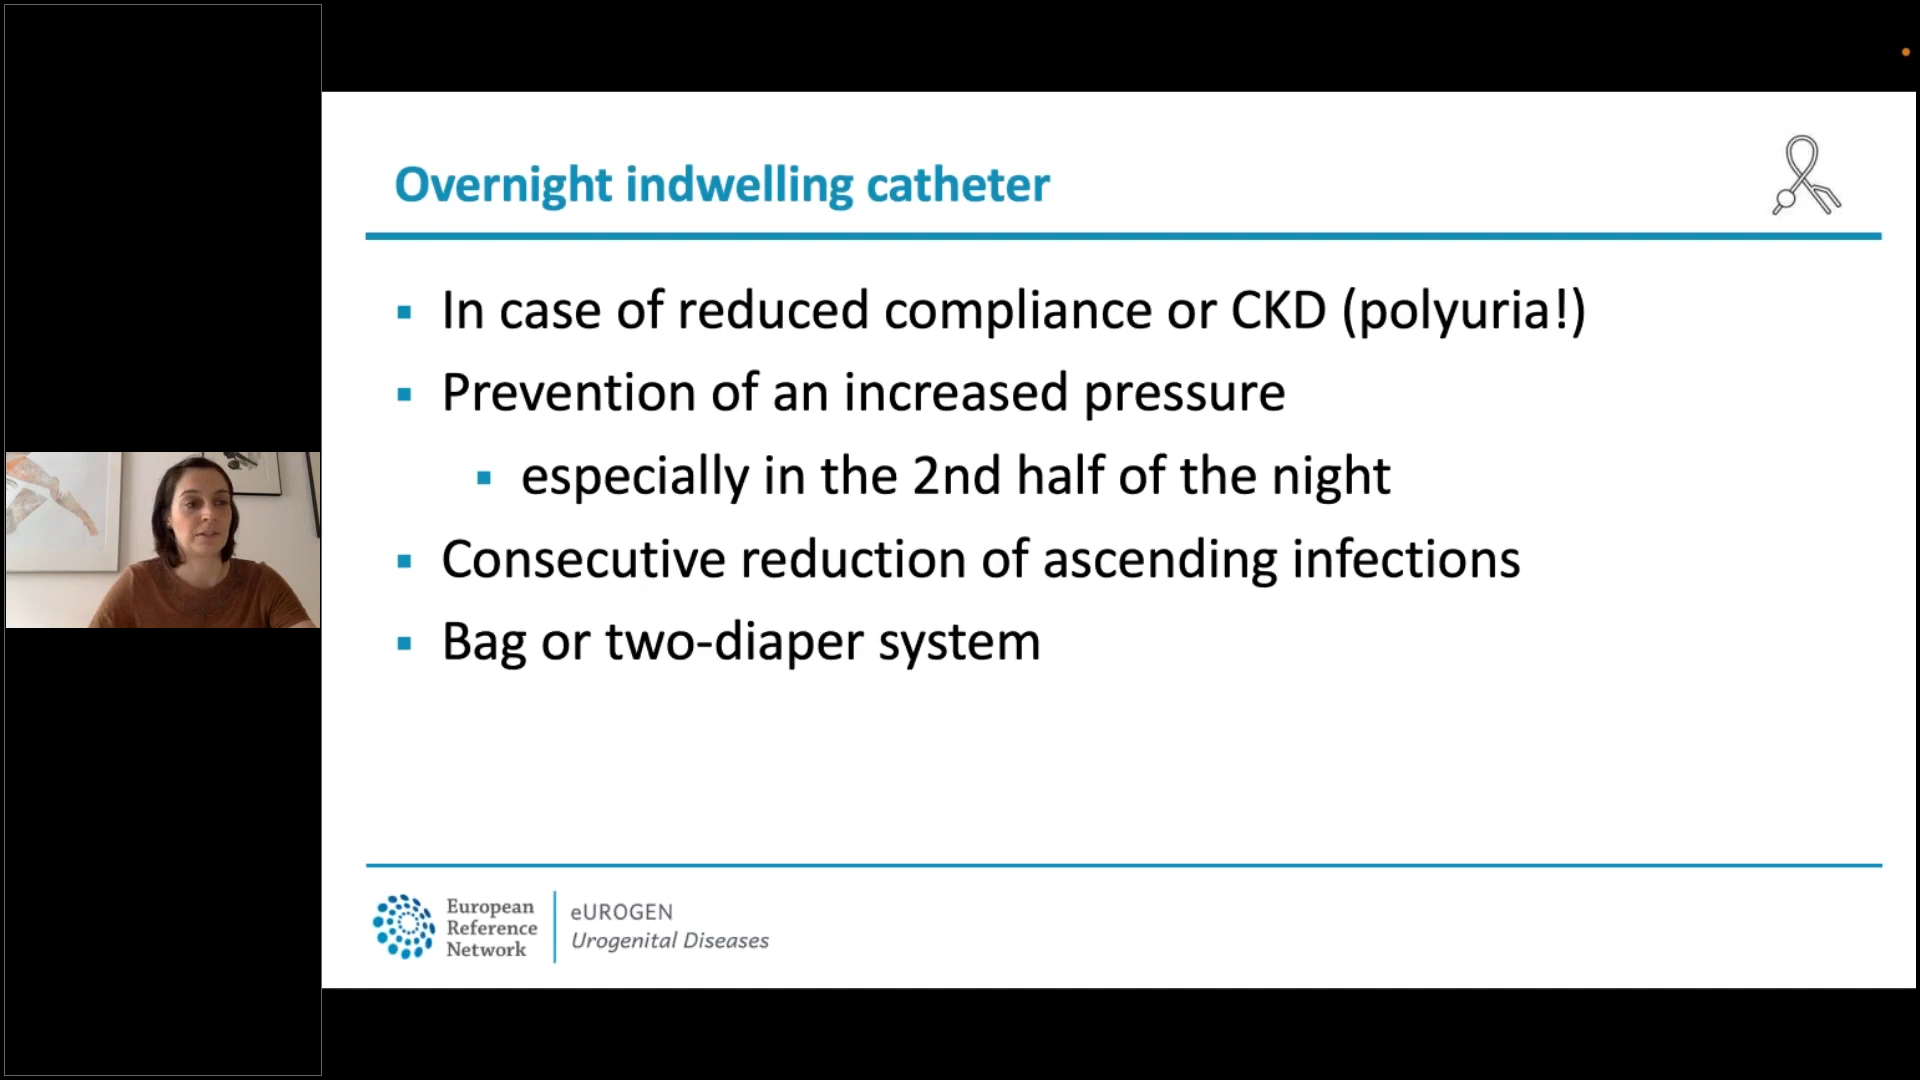 Overnight indwelling catheter
▪ In case of reduced compliance or CKD (polyuria!)
▪ Prevention of an increased pressure
▪ especially in the 2nd half of the night
▪ Consecutive reduction of ascending infections
▪ Bag or two-diaper system
European
Reference
Network
eUROGEN
Urogenital Diseases